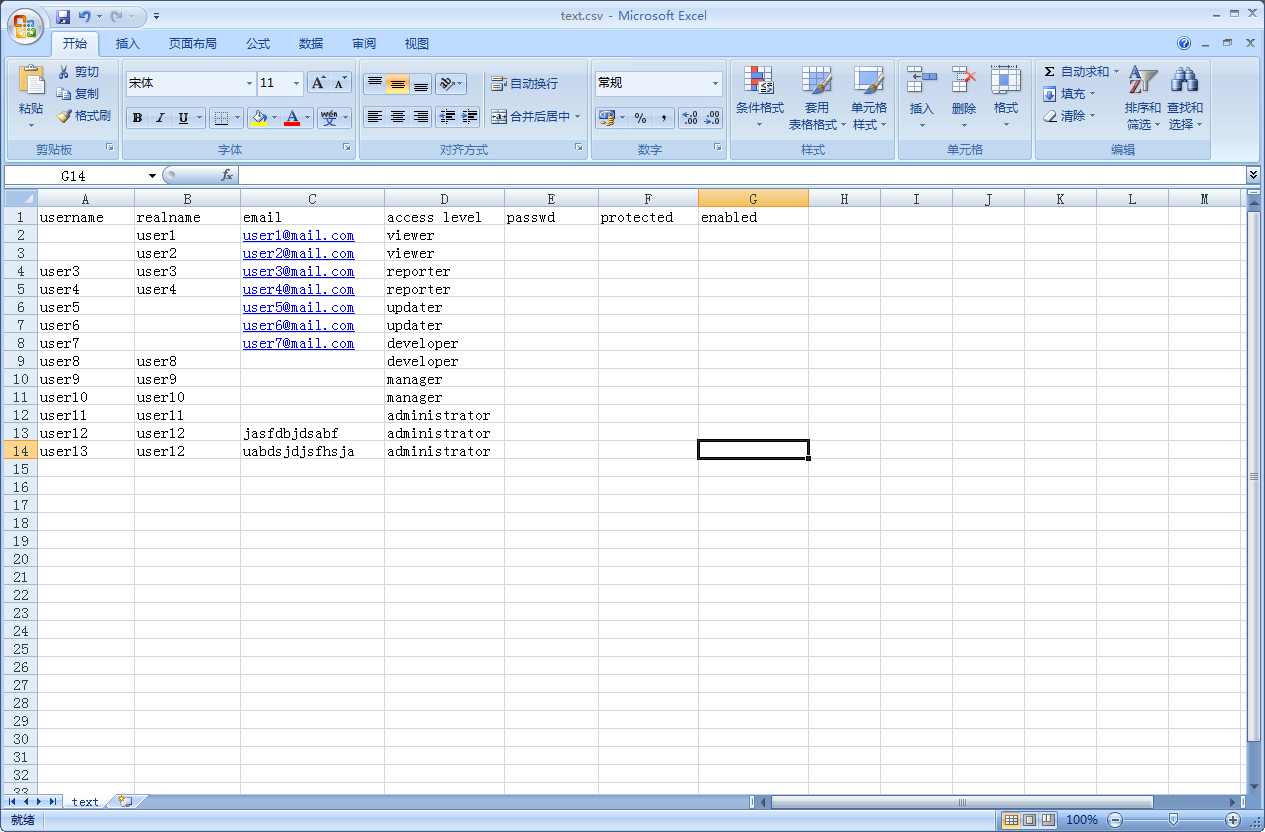 text.csv - Microsoft Excel
开始 插入 页面布局 公式 数据 审阅 视图
粘贴 剪切 复制 格式刷 剪贴板
宋体 11 B I U A 字体
自动换行 合并后居中 对齐方式
常规 % , 数字
条件格式 套用表格格式 单元格样式 样式
插入 删除 格式 单元格
Σ 自动求和 填充 清除 排序和筛选 查找和选择 编辑
G14 fx
A B C D E F G H I J K L M
1 username realname email access level passwd protected enabled
2 user1 user1@mail.com viewer
3 user2 user2@mail.com viewer
4 user3 user3 user3@mail.com reporter
5 user4 user4 user4@mail.com reporter
6 user5 user5@mail.com updater
7 user6 user6@mail.com updater
8 user7 user7@mail.com developer
9 user8 user8 developer
10 user9 user9 manager
11 user10 user10 manager
12 user11 user11 administrator
13 user12 user12 jasfdbjdsabf administrator
14 user13 user12 uabdsjdjsfhsja administrator
15
16
17
18
19
20
21
22
23
24
25
26
27
28
29
30
31
32
33
text
就绪 100%